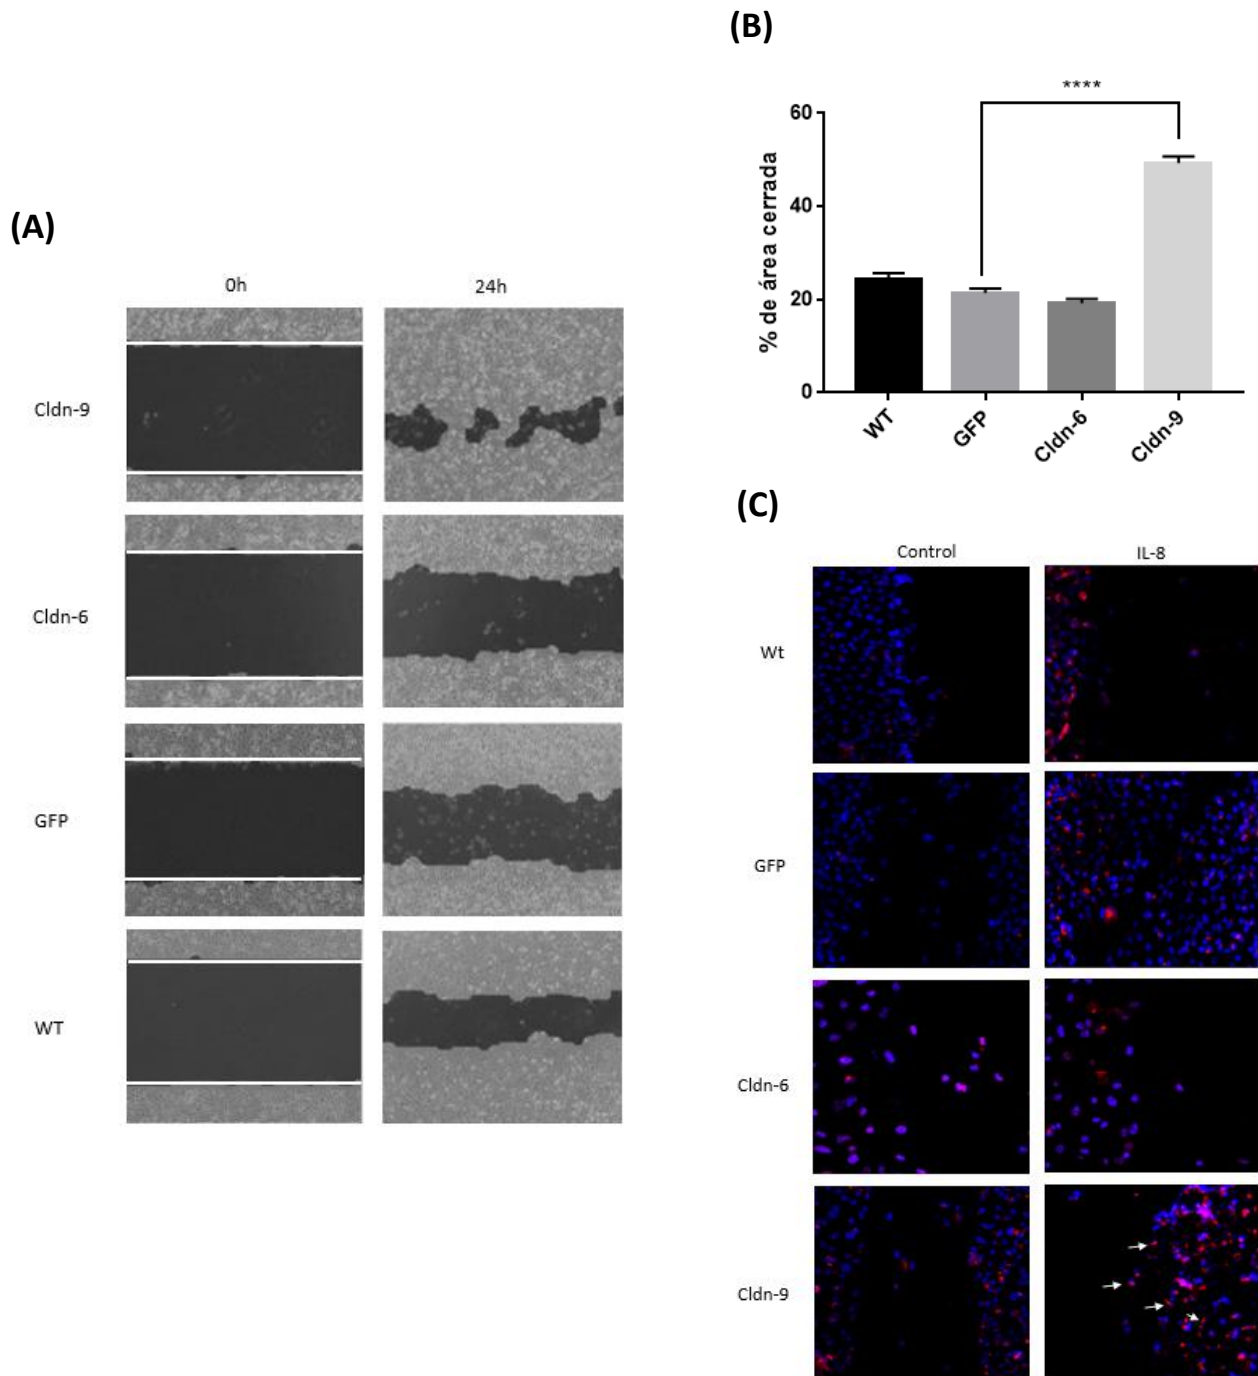 (A)
0h 24h
Cldn-9
Cldn-6
GFP
WT
(B)
****
% de área cerrada
60
40
20
0
WT GFP Cldn-6 Cldn-9
(C)
Control IL-8
Wt
GFP
Cldn-6
Cldn-9